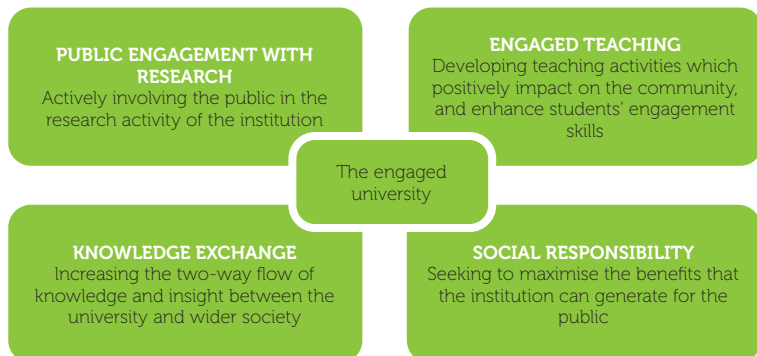 PUBLIC ENGAGEMENT WITH
RESEARCH
Actively involving the public in the
research activity of the institution
ENGAGED TEACHING
Developing teaching activities which
positively impact on the community,
and enhance students’ engagement
skills
The engaged
university
KNOWLEDGE EXCHANGE
Increasing the two-way flow of
knowledge and insight between the
university and wider society
SOCIAL RESPONSIBILITY
Seeking to maximise the benefits that
the institution can generate for the
public